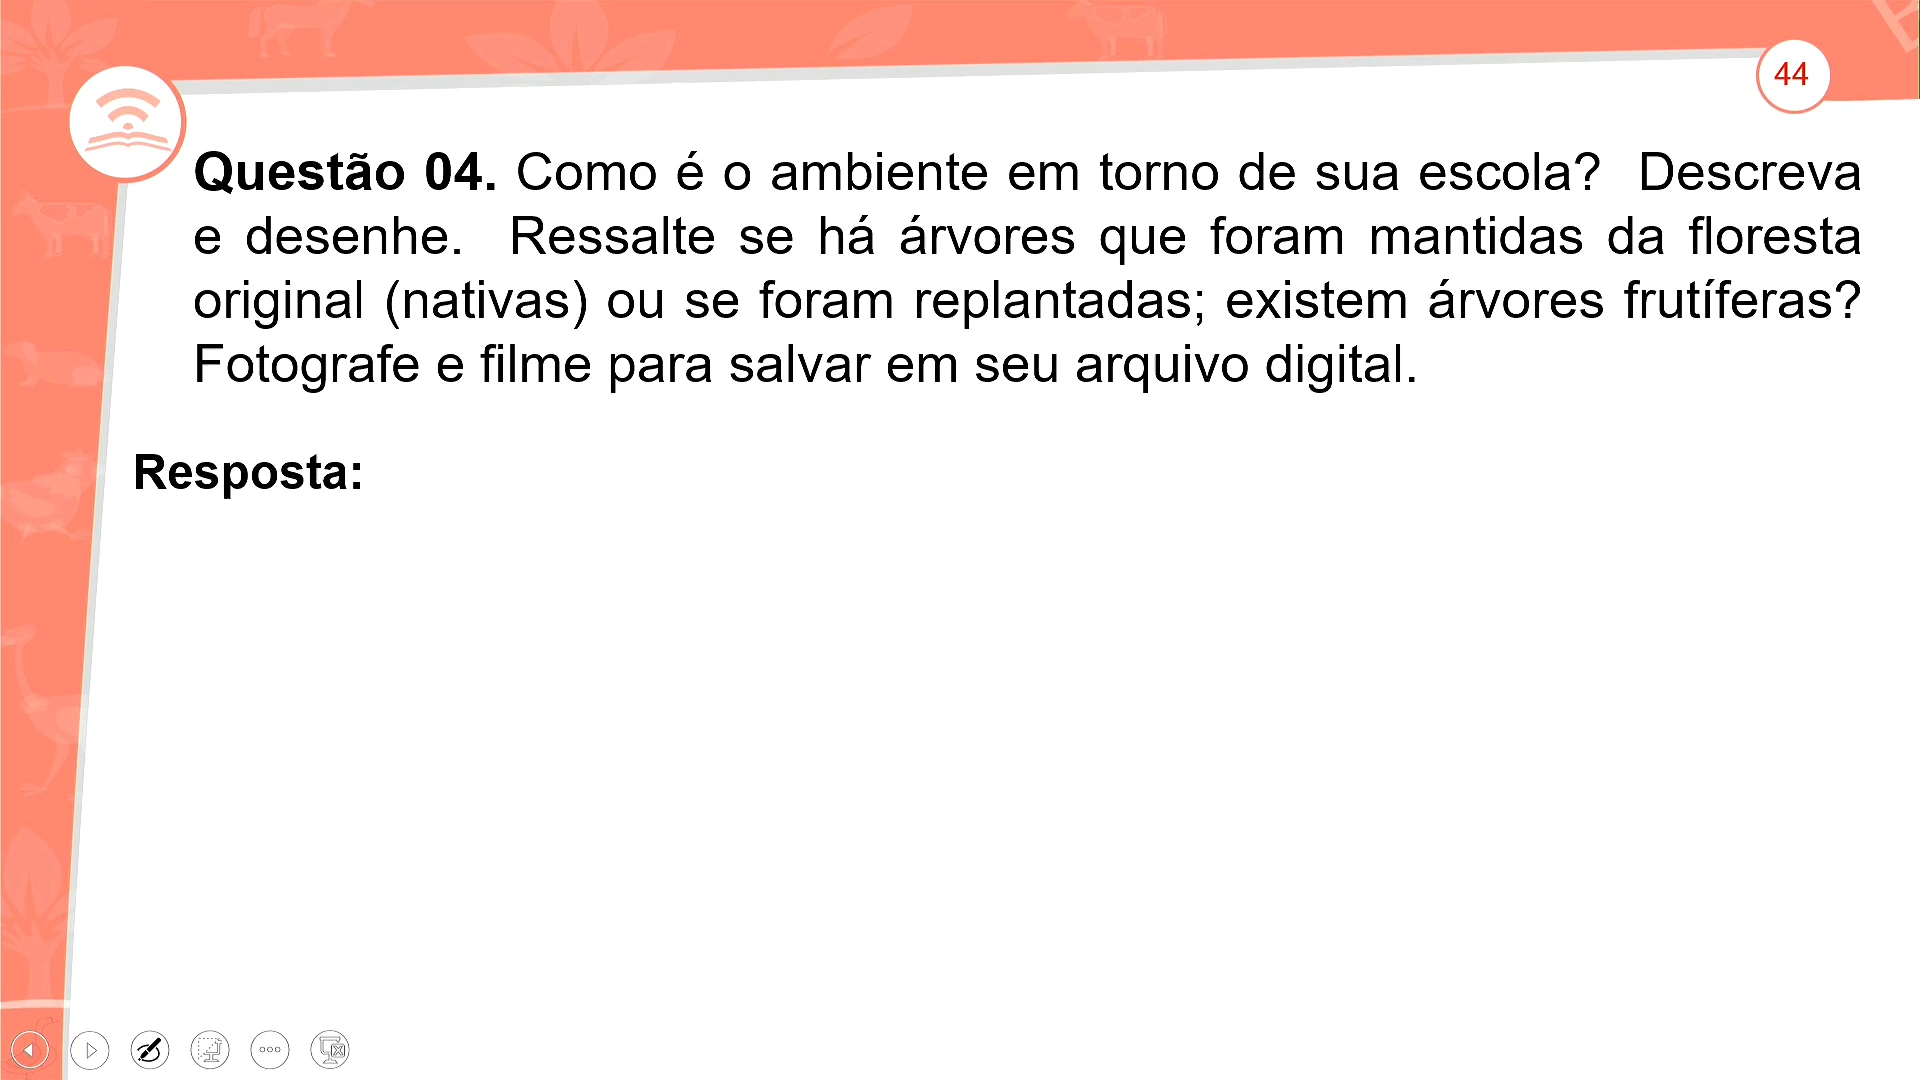 44
Questão 04. Como é o ambiente em torno de sua escola? Descreva
e desenhe. Ressalte se há árvores que foram mantidas da floresta
original (nativas) ou se foram replantadas; existem árvores frutíferas?
Fotografe e filme para salvar em seu arquivo digital.
Resposta: